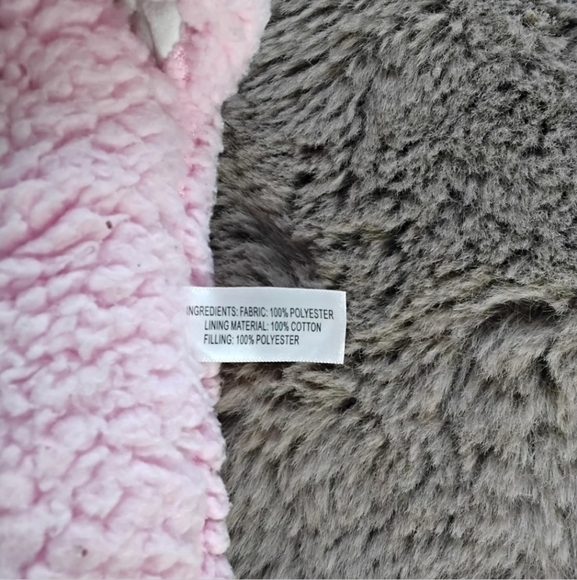 INGREDIENTS: FABRIC: 100% POLYESTER
LINING MATERIAL: 100% COTTON
FILLING: 100% POLYESTER